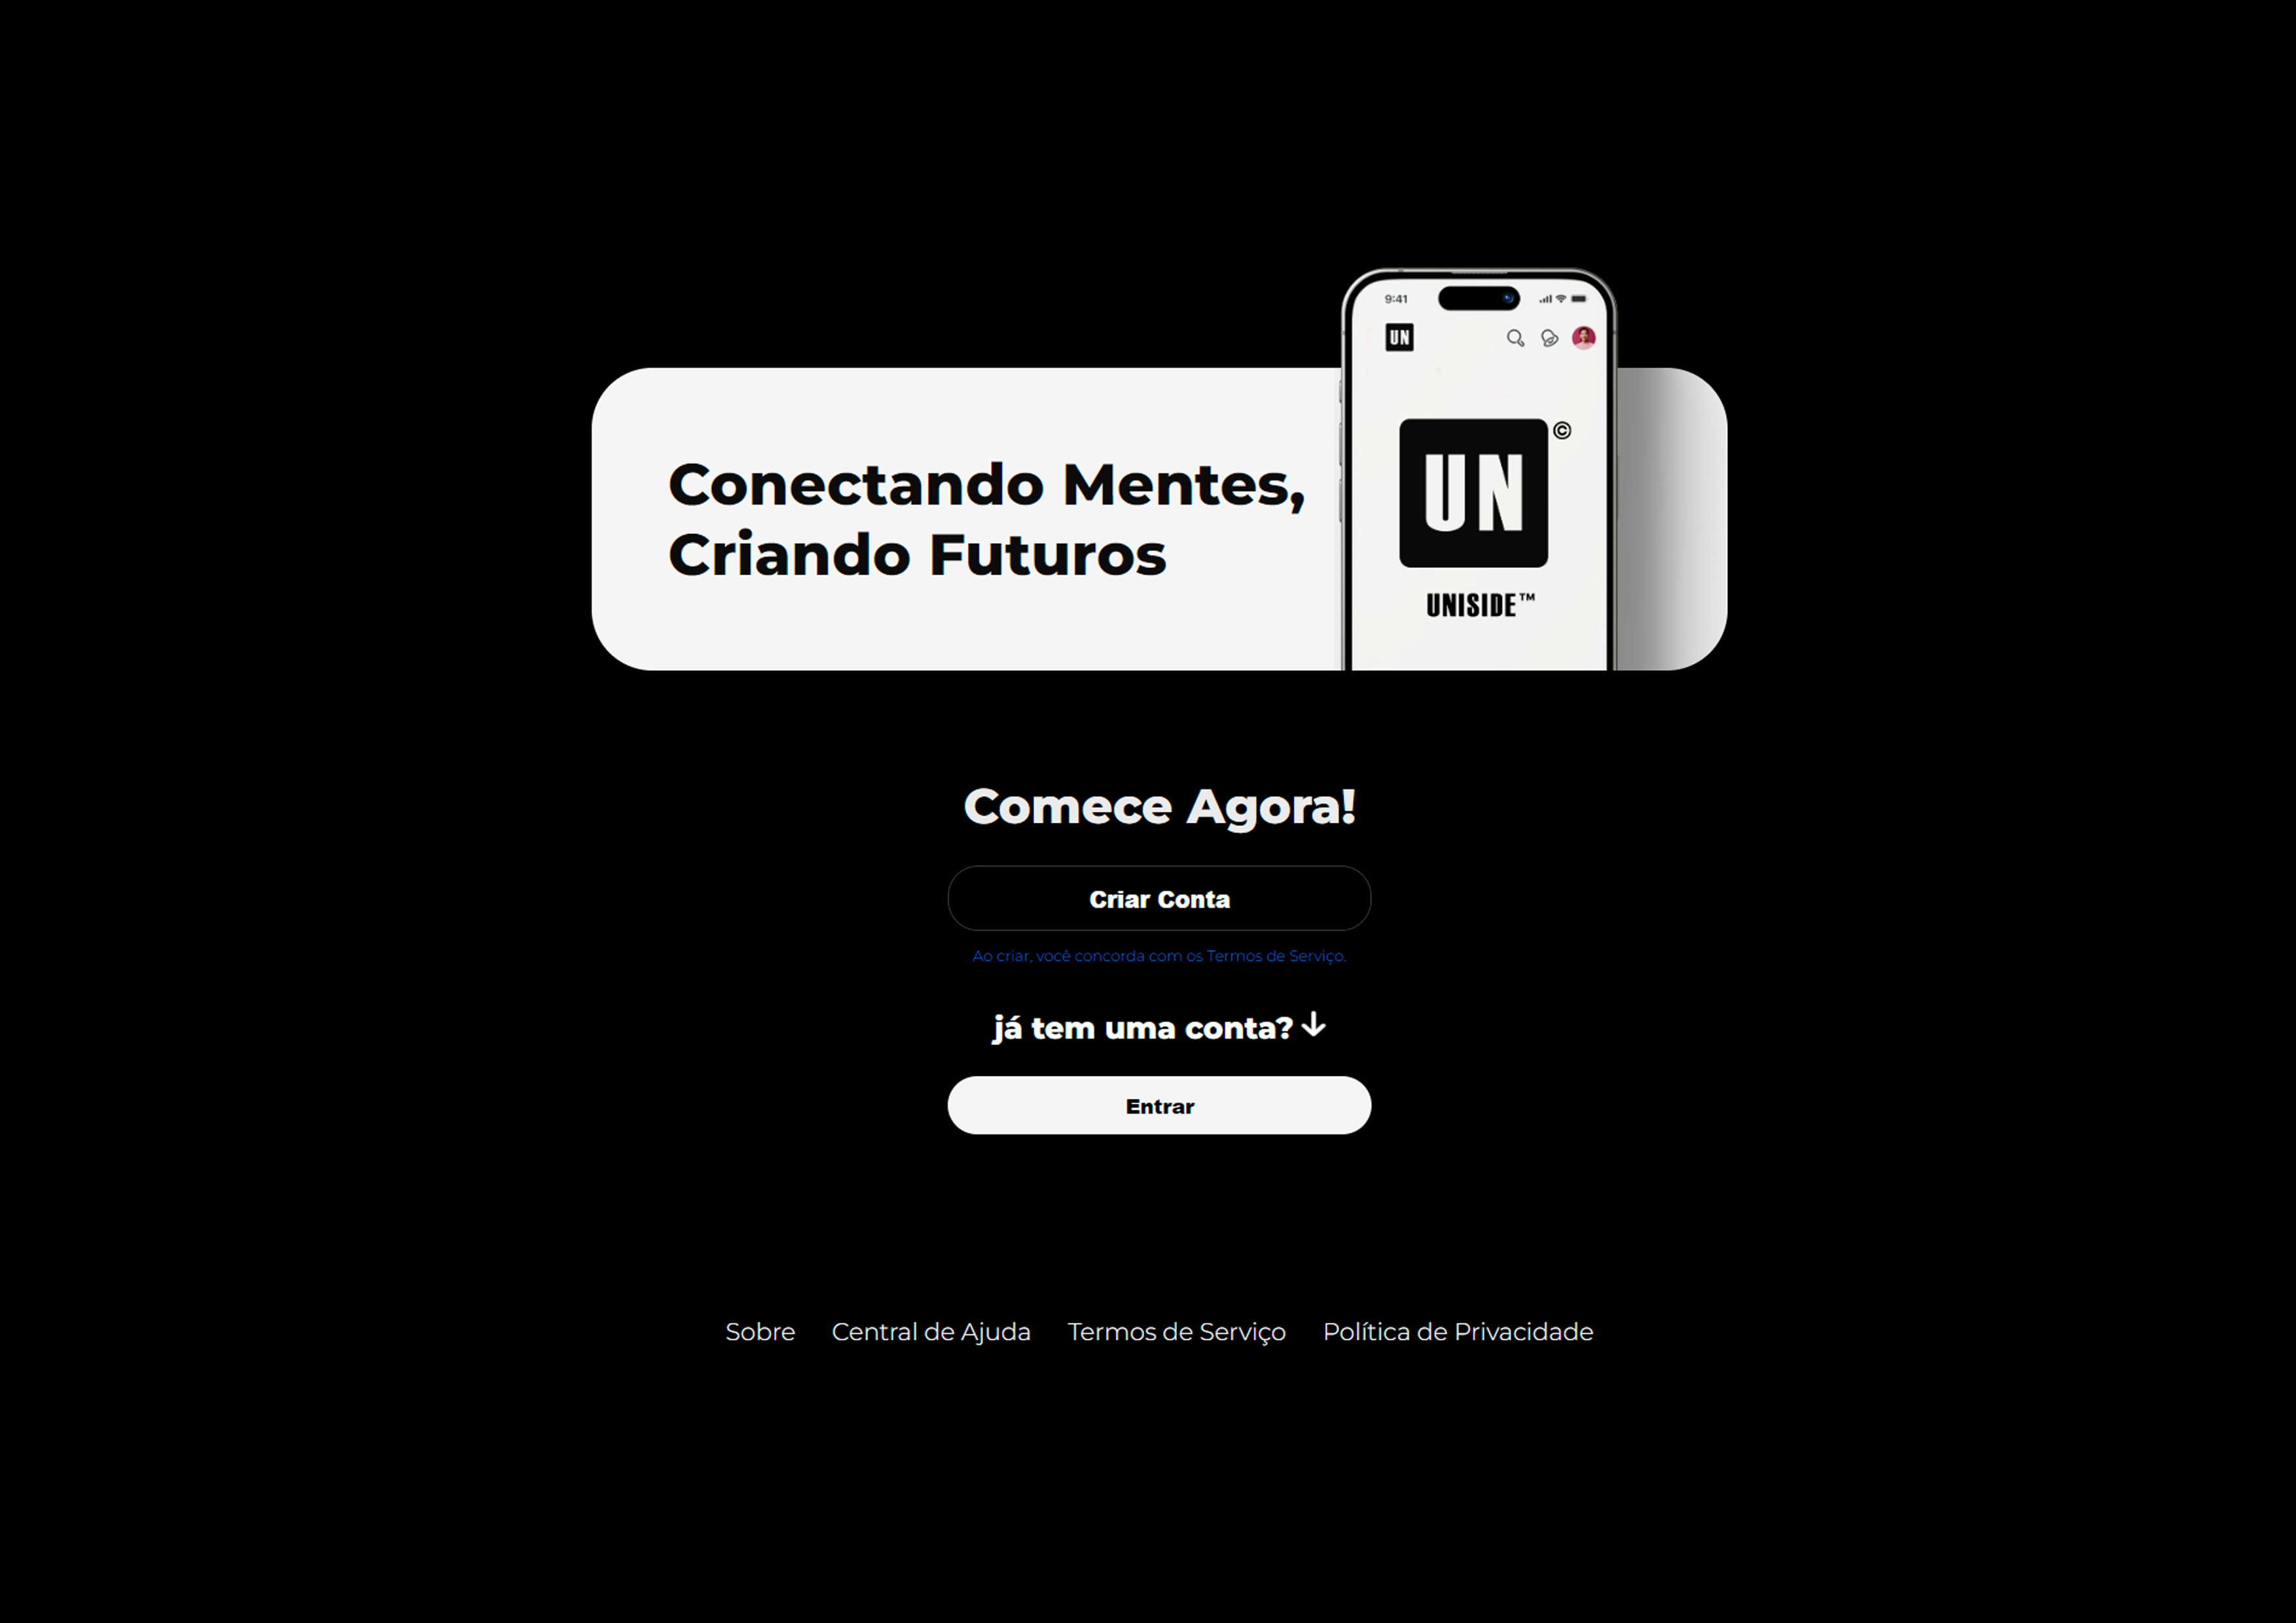 9:41
UN
UN ©
UNISIDE™
Conectando Mentes,
Criando Futuros
Comece Agora!
Criar Conta
Ao criar, você concorda com os Termos de Serviço.
já tem uma conta?
Entrar
Sobre Central de Ajuda Termos de Serviço Política de Privacidade